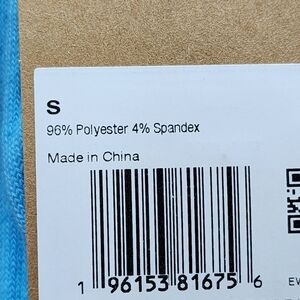 S
96% Polyester 4% Spandex
Made in China
1 96153 81675 6